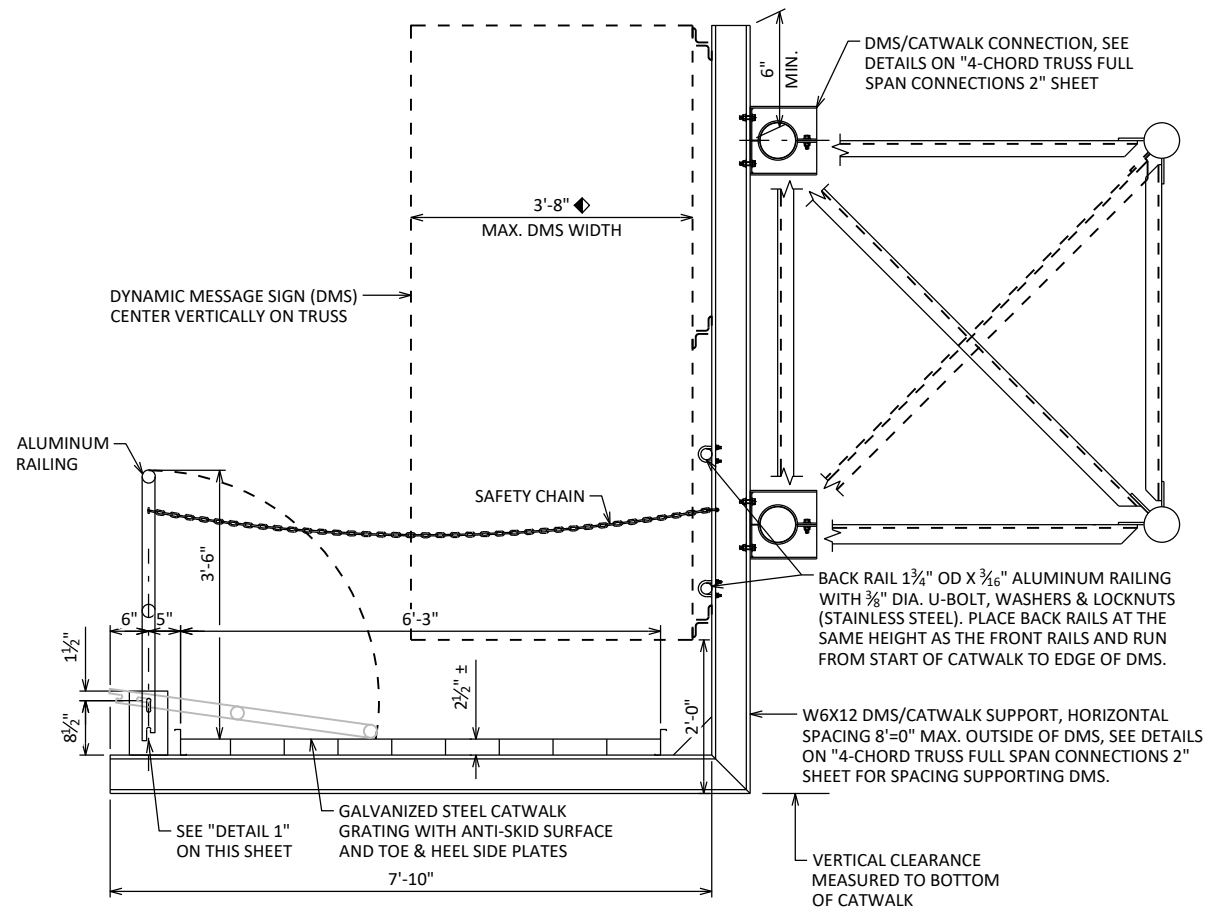 6"
MIN.
DMS/CATWALK CONNECTION, SEE
DETAILS ON "4-CHORD TRUSS FULL
SPAN CONNECTIONS 2" SHEET
3'-8"
MAX. DMS WIDTH
DYNAMIC MESSAGE SIGN (DMS)
CENTER VERTICALLY ON TRUSS
ALUMINUM
RAILING
SAFETY CHAIN
3'-6"
6"
5"
6'-3"
1½"
8½"
2½" ±
2'-0"
BACK RAIL 1¾" OD X 3⁄16" ALUMINUM RAILING
WITH ⅜" DIA. U-BOLT, WASHERS & LOCKNUTS
(STAINLESS STEEL). PLACE BACK RAILS AT THE
SAME HEIGHT AS THE FRONT RAILS AND RUN
FROM START OF CATWALK TO EDGE OF DMS.
W6X12 DMS/CATWALK SUPPORT, HORIZONTAL
SPACING 8'=0" MAX. OUTSIDE OF DMS, SEE DETAILS
ON "4-CHORD TRUSS FULL SPAN CONNECTIONS 2"
SHEET FOR SPACING SUPPORTING DMS.
SEE "DETAIL 1"
ON THIS SHEET
GALVANIZED STEEL CATWALK
GRATING WITH ANTI-SKID SURFACE
AND TOE & HEEL SIDE PLATES
7'-10"
VERTICAL CLEARANCE
MEASURED TO BOTTOM
OF CATWALK